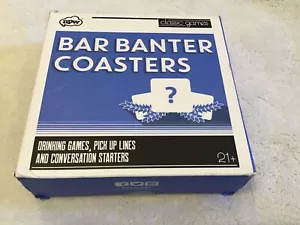 npw
classic games
BAR BANTER
COASTERS
?
DRINKING GAMES, PICK UP LINES
AND CONVERSATION STARTERS
21+